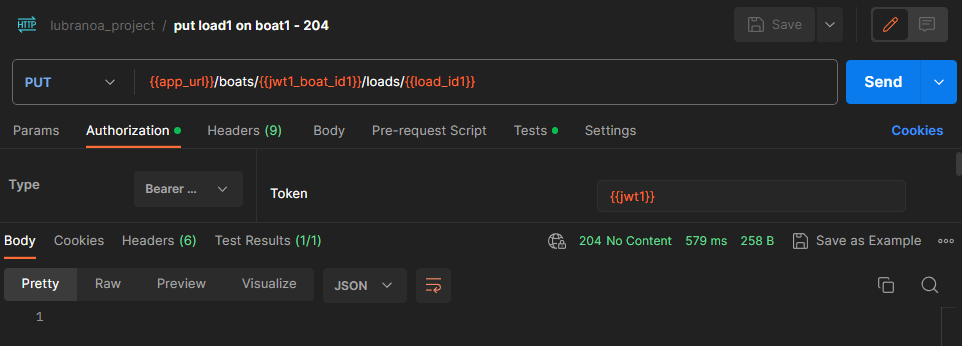 HTTP lubranoa_project / put load1 on boat1 - 204 Save
PUT {{app_url}}/boats/{{jwt1_boat_id1}}/loads/{{load_id1}} Send
Params Authorization Headers (9) Body Pre-request Script Tests Settings Cookies
Type Bearer ... Token {{jwt1}}
Body Cookies Headers (6) Test Results (1/1) 204 No Content 579 ms 258 B Save as Example
Pretty Raw Preview Visualize JSON
1